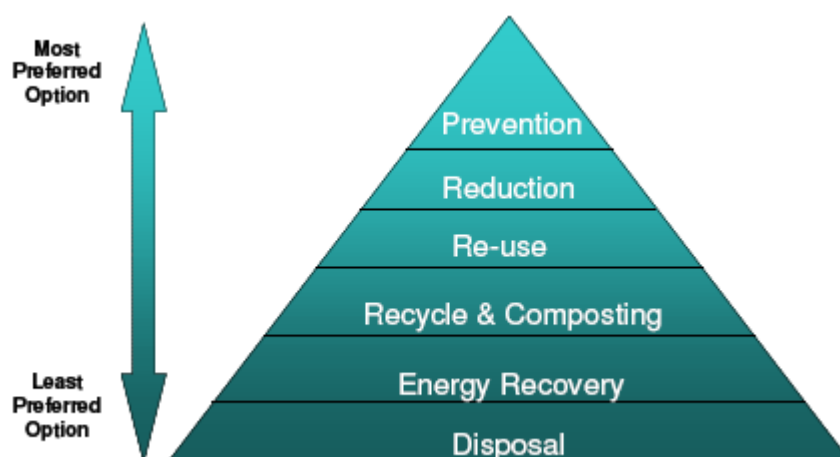 Most
Preferred
Option
Prevention
Reduction
Re-use
Recycle & Composting
Energy Recovery
Disposal
Least
Preferred
Option